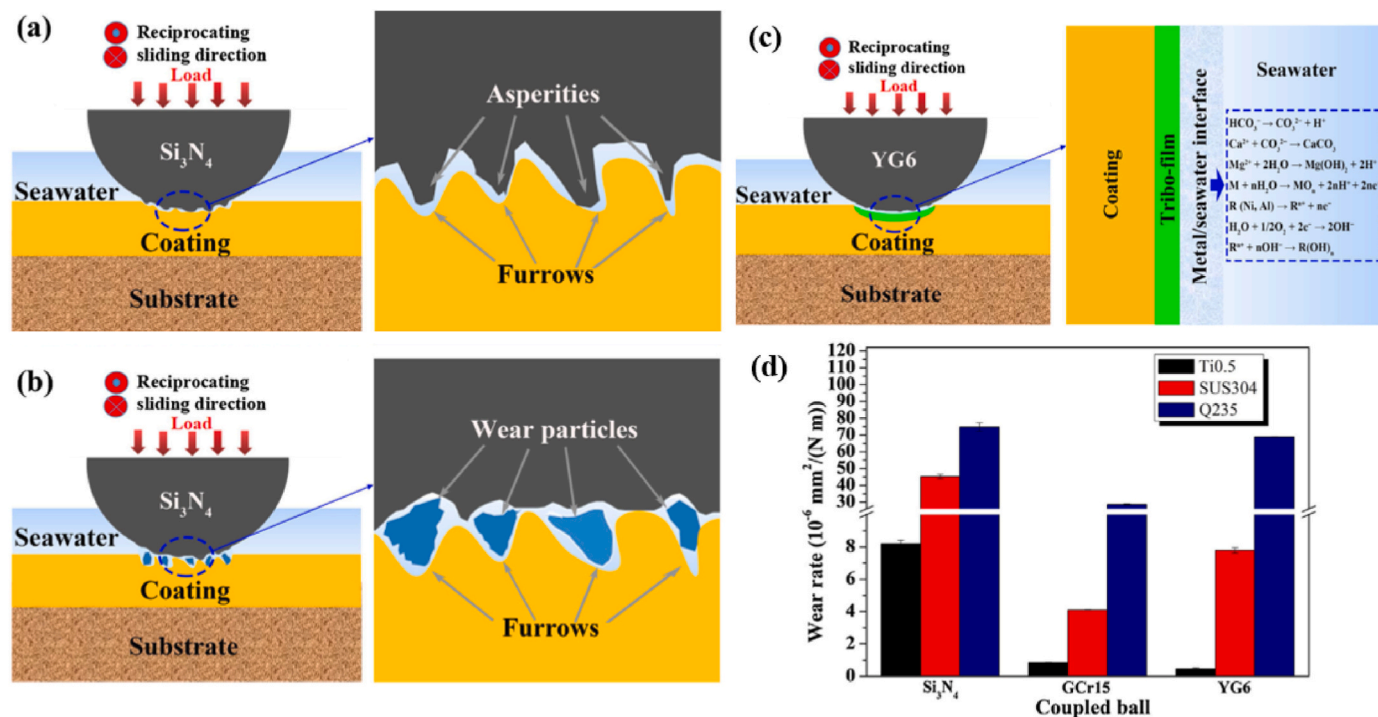 (a)
Reciprocating
sliding direction
Load
Si₃N₄
Seawater
Coating
Substrate
Asperities
Furrows
(b)
Reciprocating
sliding direction
Load
Si₃N₄
Seawater
Coating
Substrate
Wear particles
Furrows
(c)
Reciprocating
sliding direction
Load
YG6
Seawater
Coating
Substrate
Coating
Tribo-film
Metal/seawater interface
Seawater
HCO₃⁻ → CO₃²⁻ + H⁺
Ca²⁺ + CO₃²⁻ → CaCO₃
Mg²⁺ + 2H₂O → Mg(OH)₂ + 2H⁺
M + nH₂O → MOₙ + 2nH⁺ + 2ne⁻
R (Ni, Al) → Rⁿ⁺ + ne⁻
H₂O + 1/2O₂ + 2e⁻ → 2OH⁻
Rⁿ⁺ + nOH⁻ → R(OH)ₙ
(d)
Wear rate (10⁻⁶ mm²/(N m))
120
110
100
90
80
70
60
50
40
30
8
6
4
2
0
Ti0.5
SUS304
Q235
Si₃N₄
GCr15
YG6
Coupled ball